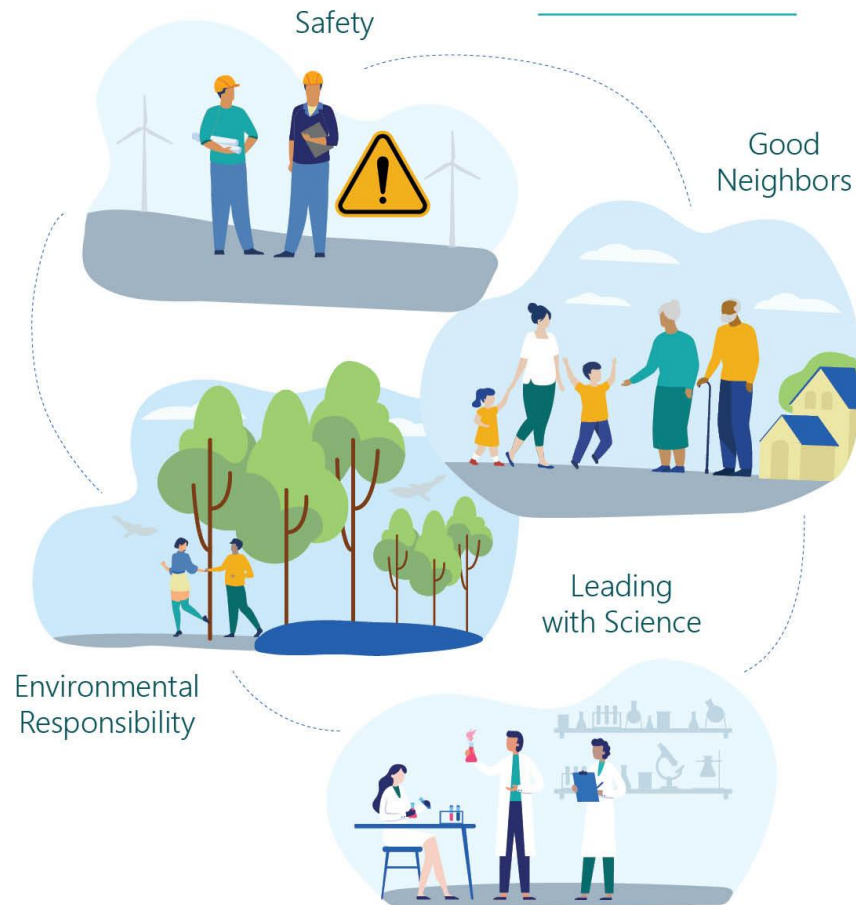 Safety
Good
Neighbors
Leading
with Science
Environmental
Responsibility